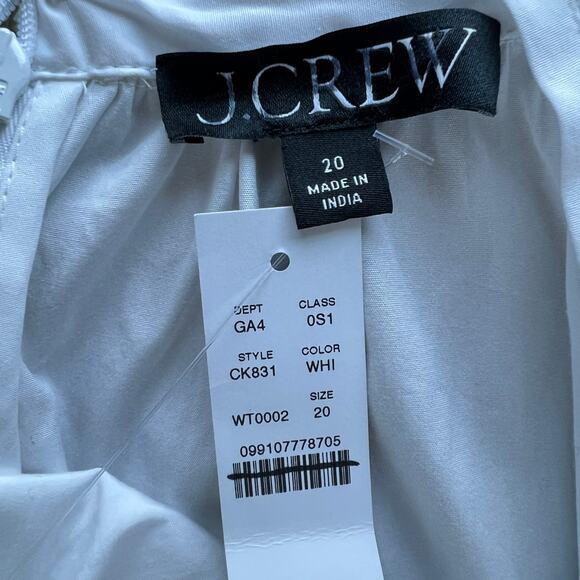 J.CREW
20
MADE IN
INDIA
DEPT CLASS
GA4 0S1
STYLE COLOR
CK831 WHI
SIZE
WT0002 20
099107778705